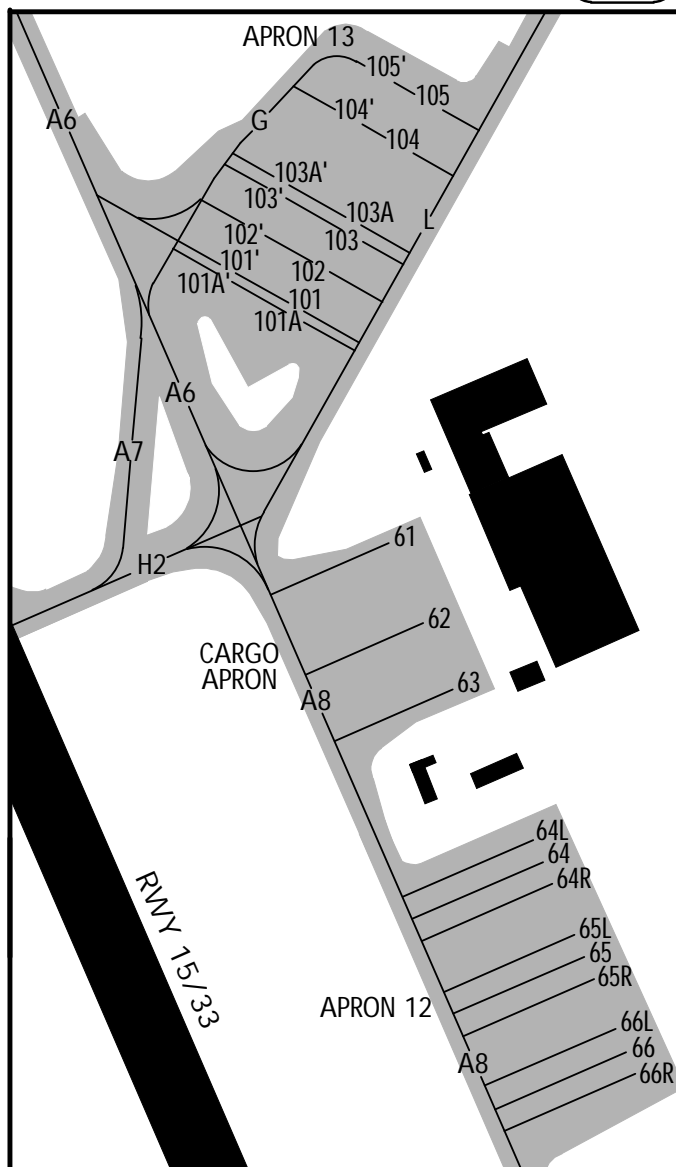 APRON 13
105'
105
A6
G
104'
104
103A'
103'
103A
103
L
102'
101'
101A'
102
101
101A
A6
A7
61
H2
62
CARGO
APRON
63
A8
64L
64
64R
RWY 15/33
65L
65
65R
APRON 12
66L
66
A8
66R